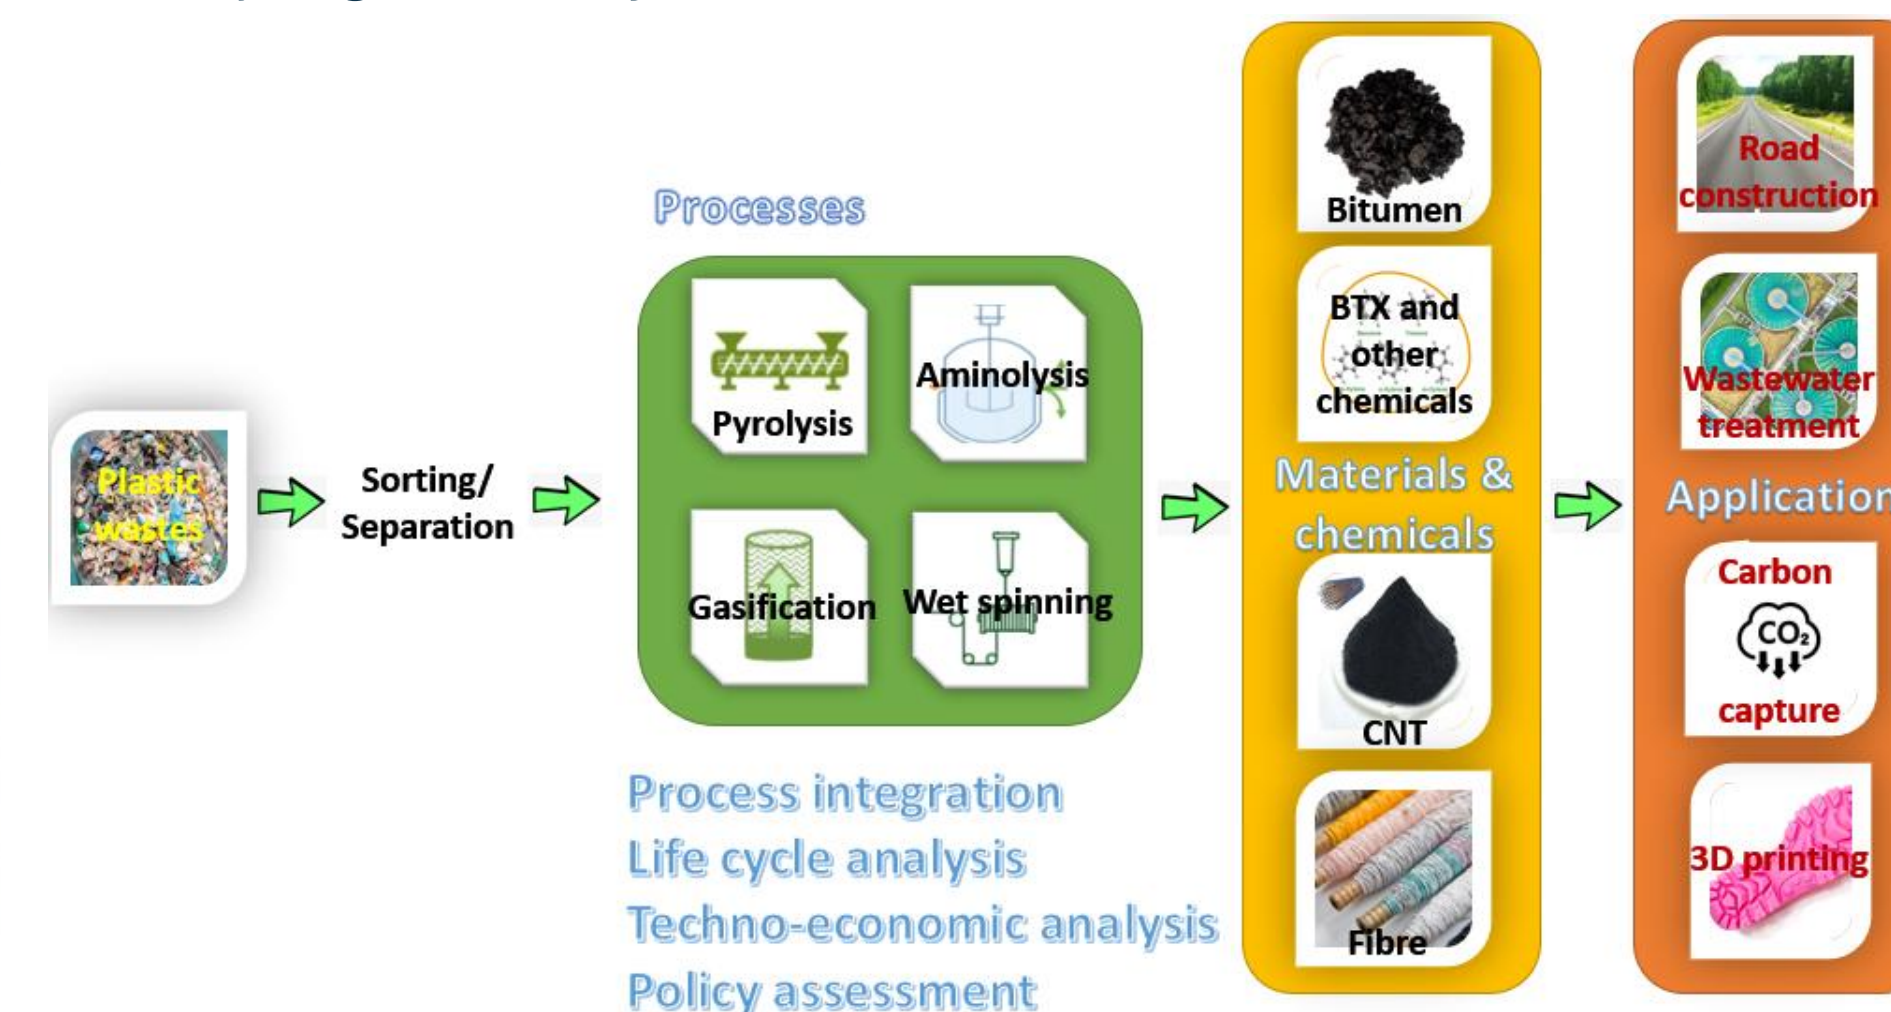 Plastic
wastes
Sorting/
Separation
Processes
Pyrolysis
Aminolysis
Gasification
Wet spinning
Process integration
Life cycle analysis
Techno-economic analysis
Policy assessment
Bitumen
BTX and
other
chemicals
Materials &
chemicals
CNT
Fibre
Road
construction
Wastewater
treatment
Application
Carbon
CO₂
capture
3D printing